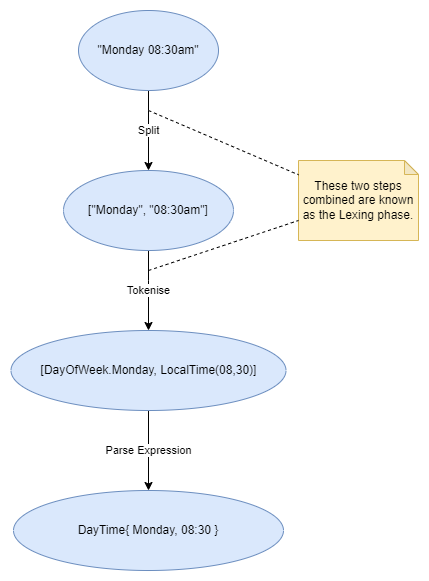 "Monday 08:30am"
Split
["Monday", "08:30am"]
These two steps
combined are known
as the Lexing phase.
Tokenise
[DayOfWeek.Monday, LocalTime(08,30)]
Parse Expression
DayTime{ Monday, 08:30 }